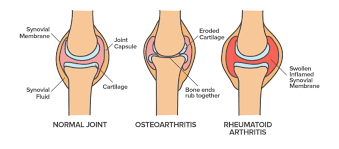 Synovial
Membrane
Joint
Capsule
Synovial
Fluid
Cartilage
NORMAL JOINT
Eroded
Cartilage
Bone ends
rub together
OSTEOARTHRITIS
Swollen
Inflamed
Synovial
Membrane
RHEUMATOID
ARTHRITIS